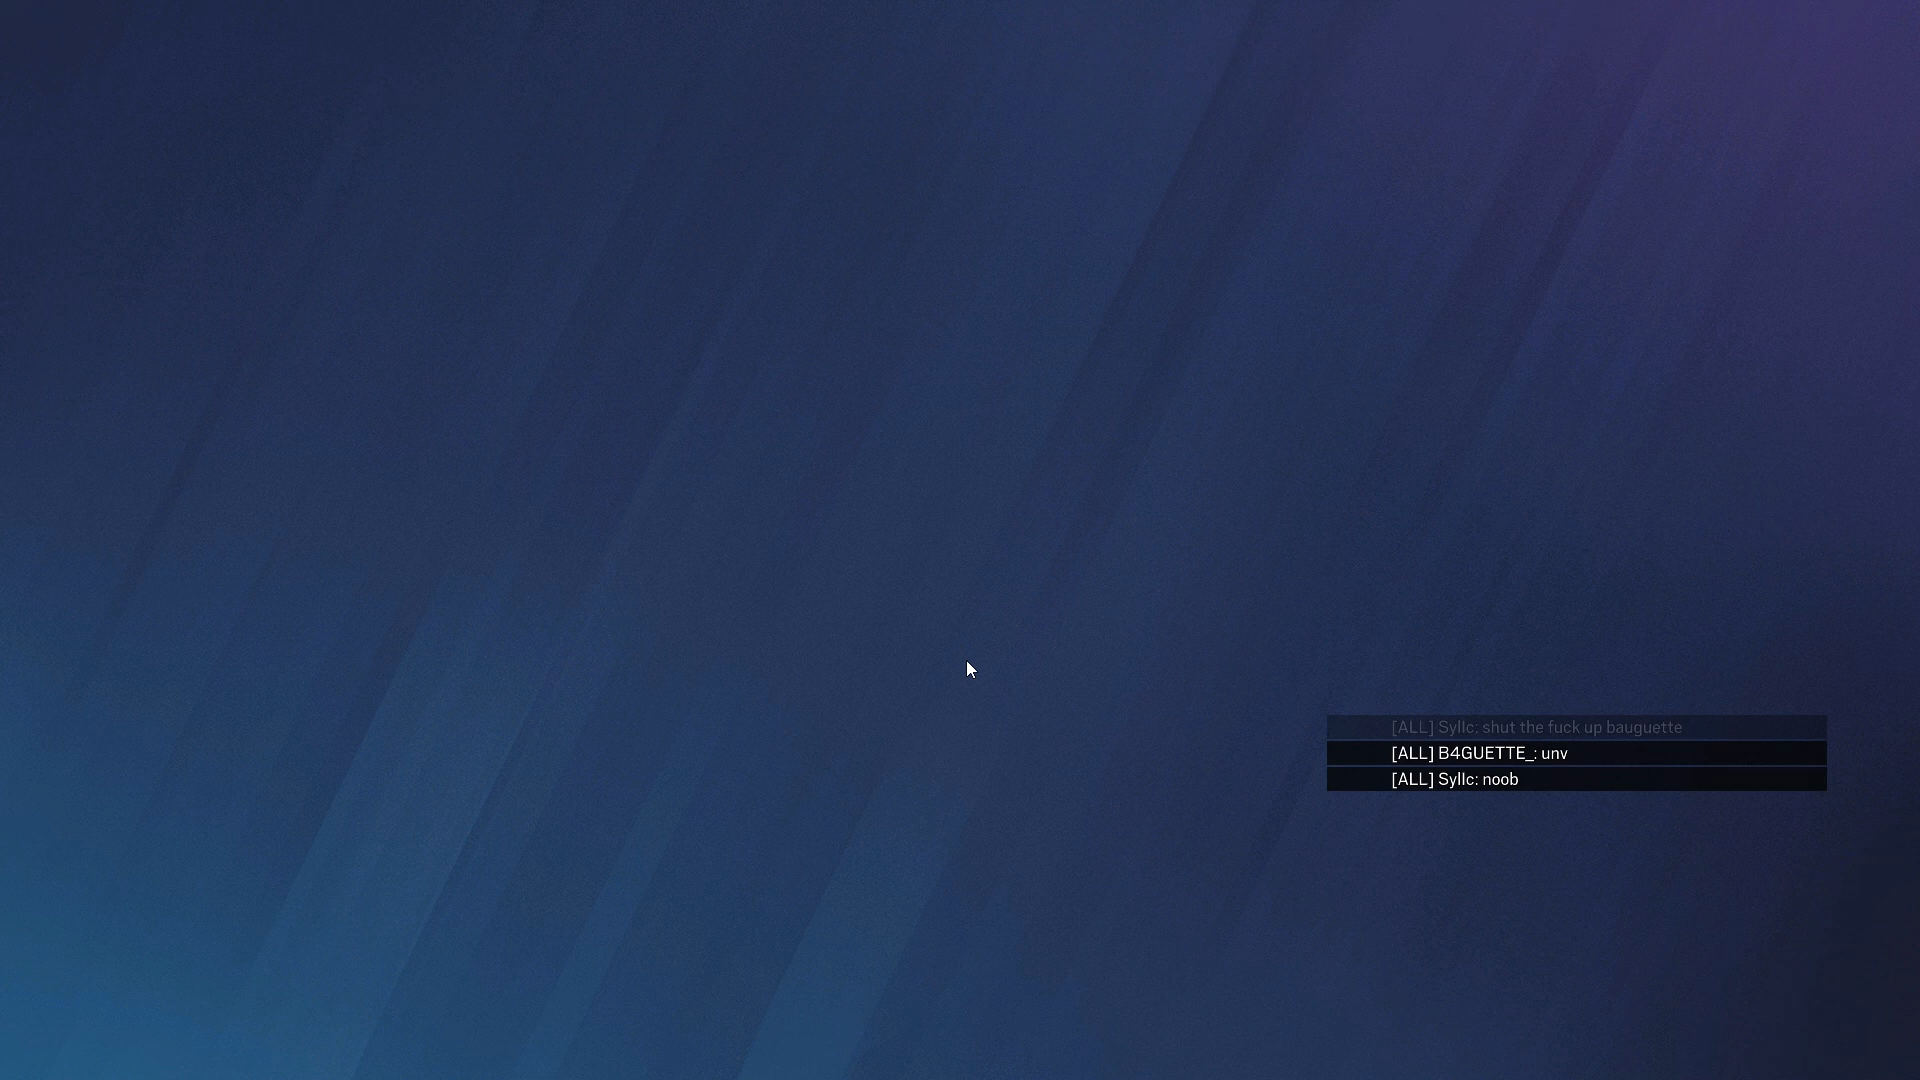 [ALL] Syllc: shut the fuck up bauguette
[ALL] B4GUETTE_: unv
[ALL] Syllc: noob